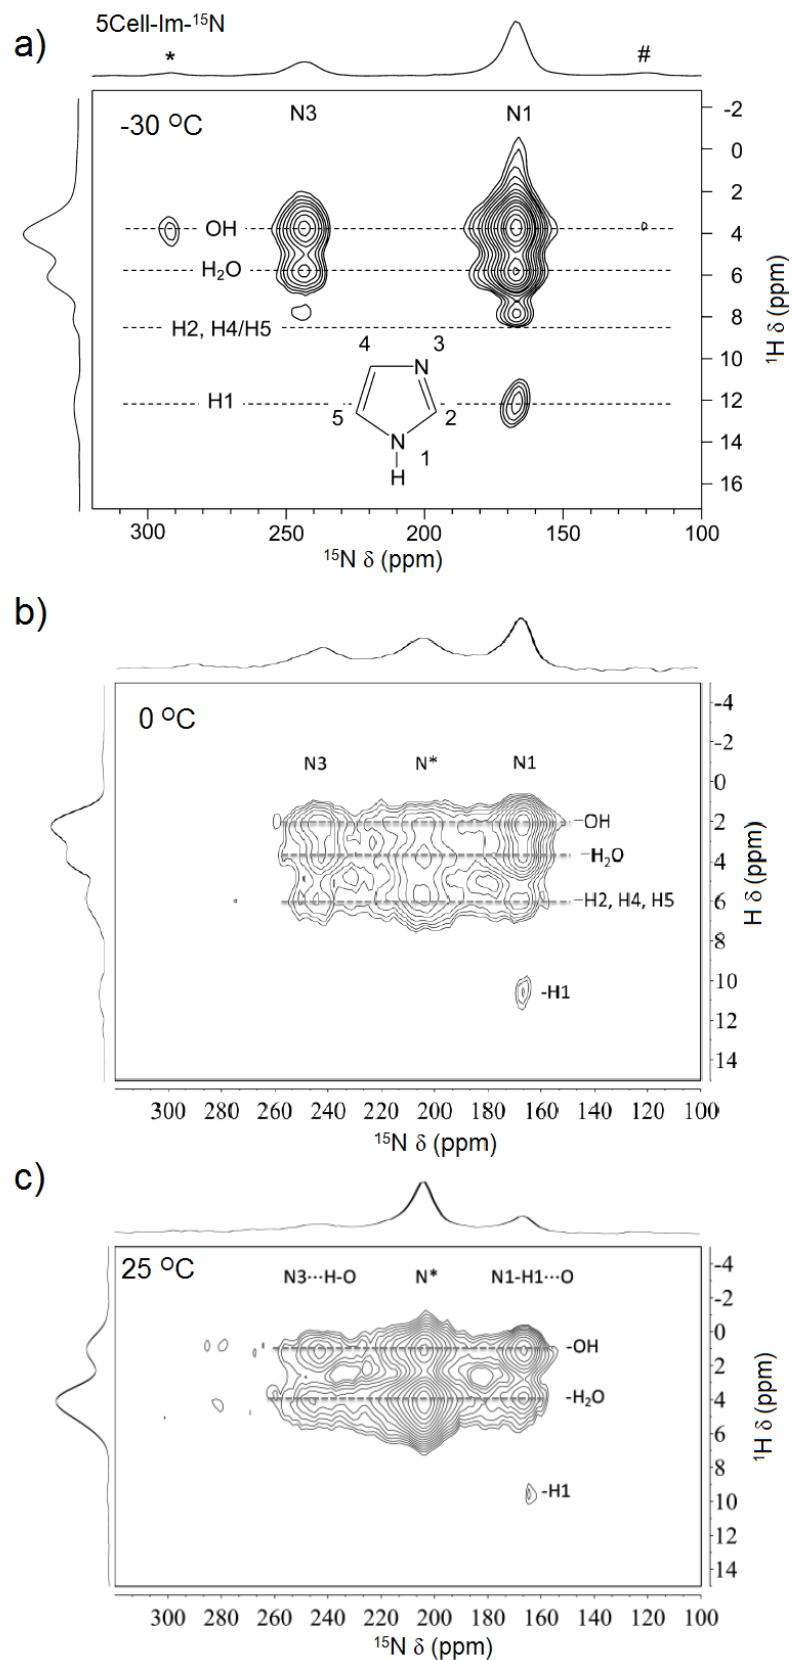 5Cell-Im-¹⁵N
a)
* #
-30 °C
N3 N1
OH
H₂O
H2, H4/H5
H1
4 3
N
5 2
N 1
H
-2
0
2
4
6
8
10
12
14
16
¹H δ (ppm)
300 250 200 150 100
¹⁵N δ (ppm)
b)
0 °C
N3 N* N1
-OH
-H₂O
-H2, H4, H5
-H1
-4
-2
0
2
4
6
8
10
12
14
H δ (ppm)
300 280 260 240 220 200 180 160 140 120 100
¹⁵N δ (ppm)
c)
25 °C
N3···H-O N* N1-H1···O
-OH
-H₂O
-H1
-4
-2
0
2
4
6
8
10
12
14
¹H δ (ppm)
300 280 260 240 220 200 180 160 140 120 100
¹⁵N δ (ppm)